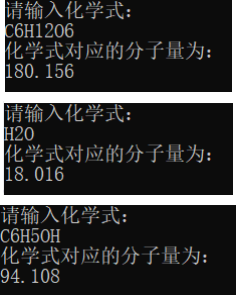 请输入化学式：
C6H12O6
化学式对应的分子量为：
180.156
请输入化学式：
H2O
化学式对应的分子量为：
18.016
请输入化学式：
C6H5OH
化学式对应的分子量为：
94.108